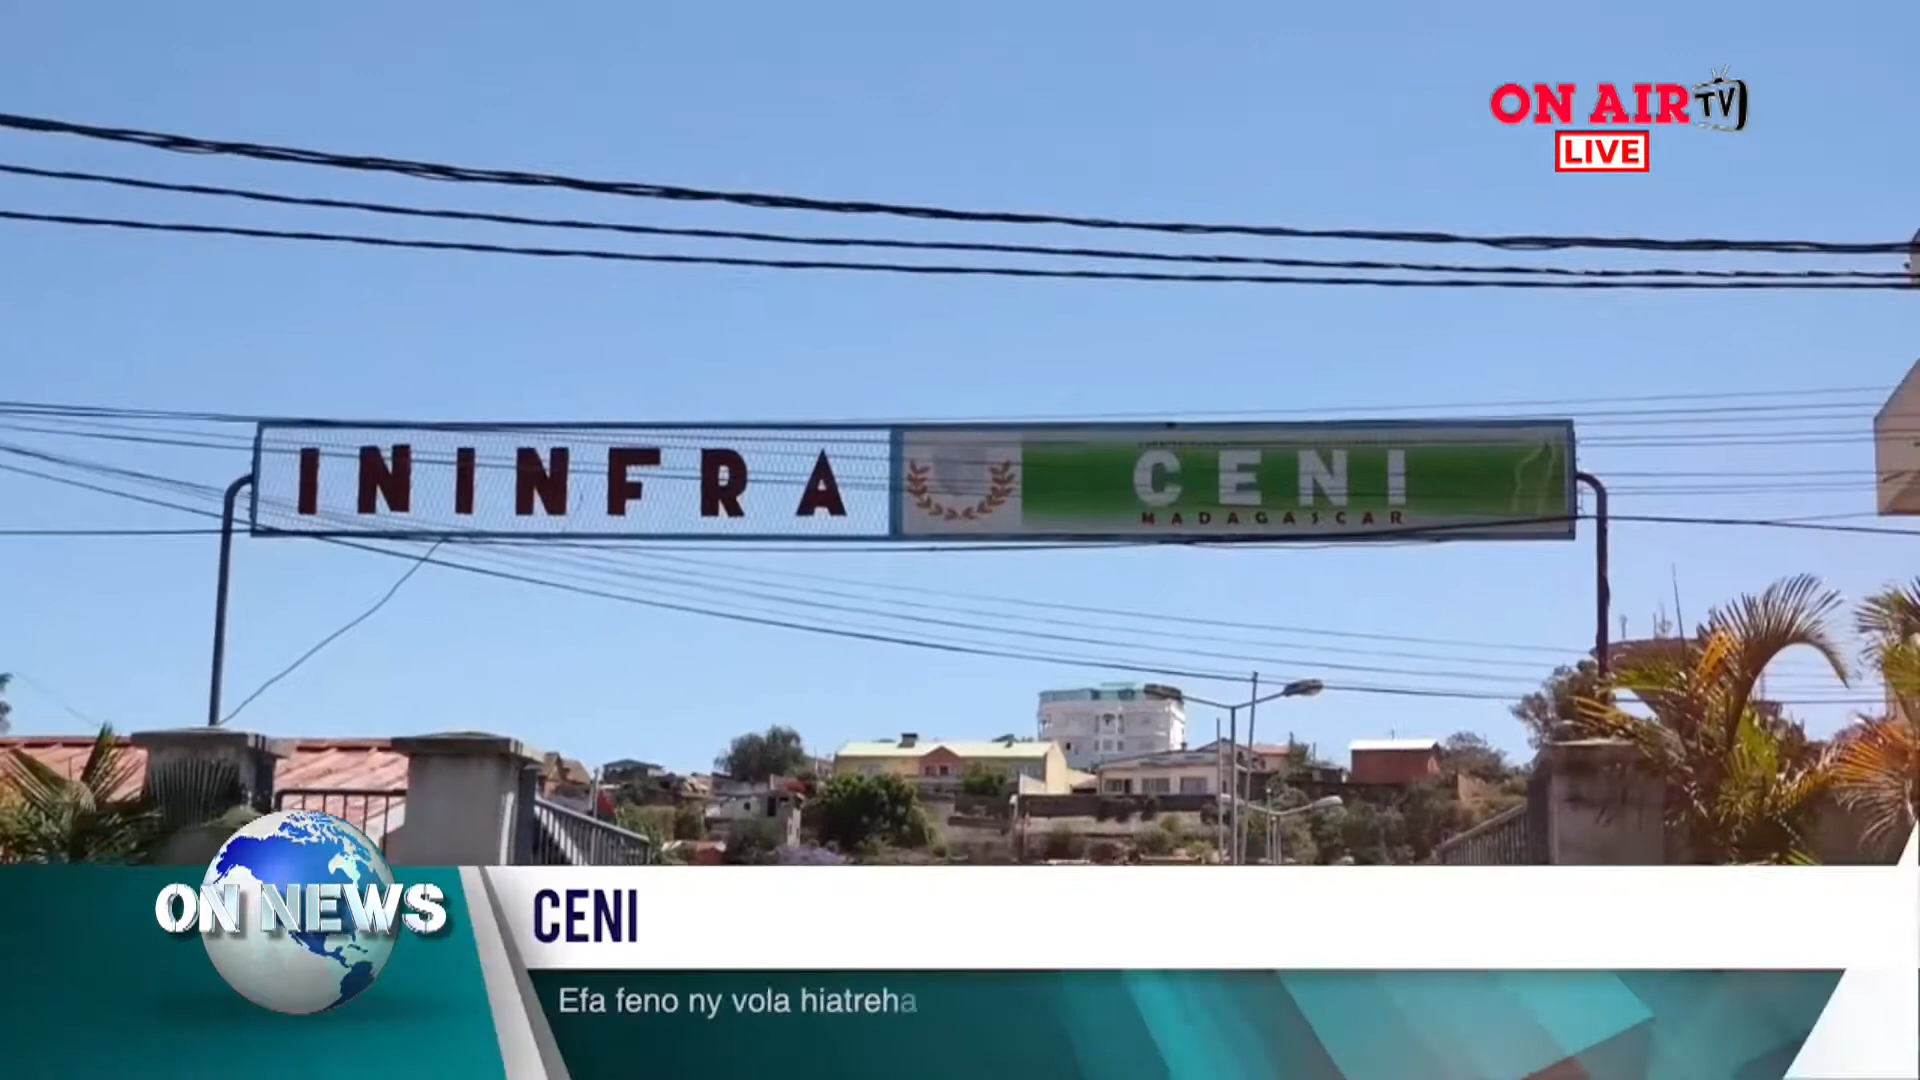 ON AIR TV
LIVE
ININFRA
CENI
MADAGASCAR
ON NEWS
CENI
Efa feno ny vola hiatreha